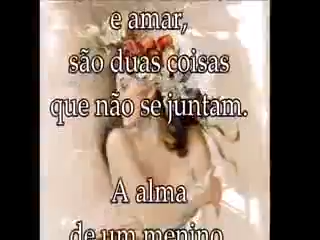 e amar,
são duas coisas
que não se juntam.
A alma
de um menino